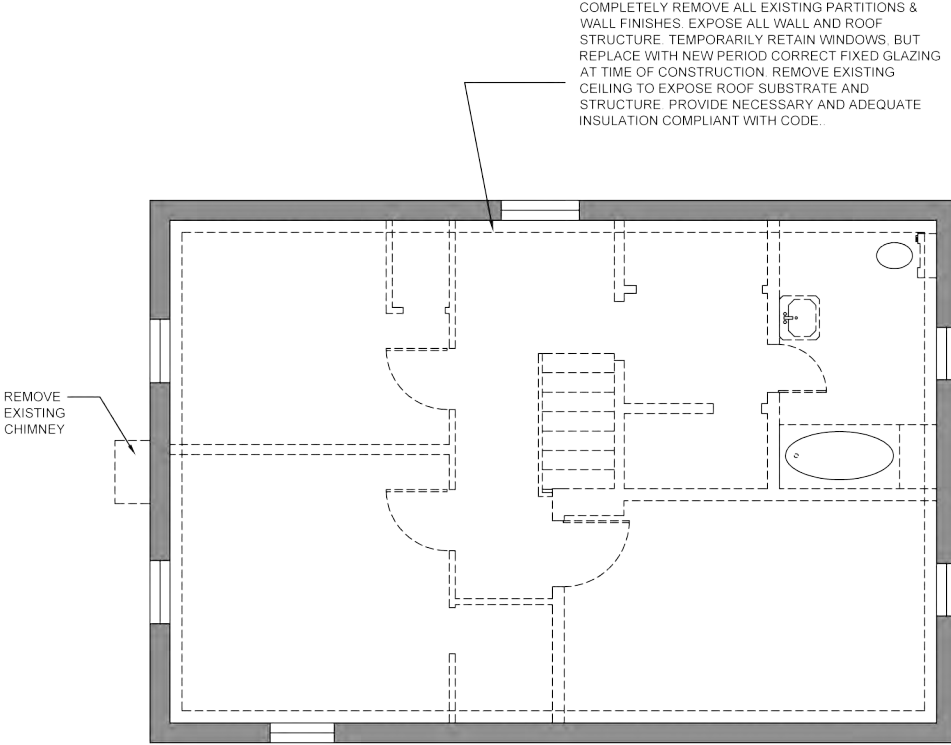 COMPLETELY REMOVE ALL EXISTING PARTITIONS &
WALL FINISHES. EXPOSE ALL WALL AND ROOF
STRUCTURE. TEMPORARILY RETAIN WINDOWS, BUT
REPLACE WITH NEW PERIOD CORRECT FIXED GLAZING
AT TIME OF CONSTRUCTION. REMOVE EXISTING
CEILING TO EXPOSE ROOF SUBSTRATE AND
STRUCTURE. PROVIDE NECESSARY AND ADEQUATE
INSULATION COMPLIANT WITH CODE..
REMOVE
EXISTING
CHIMNEY